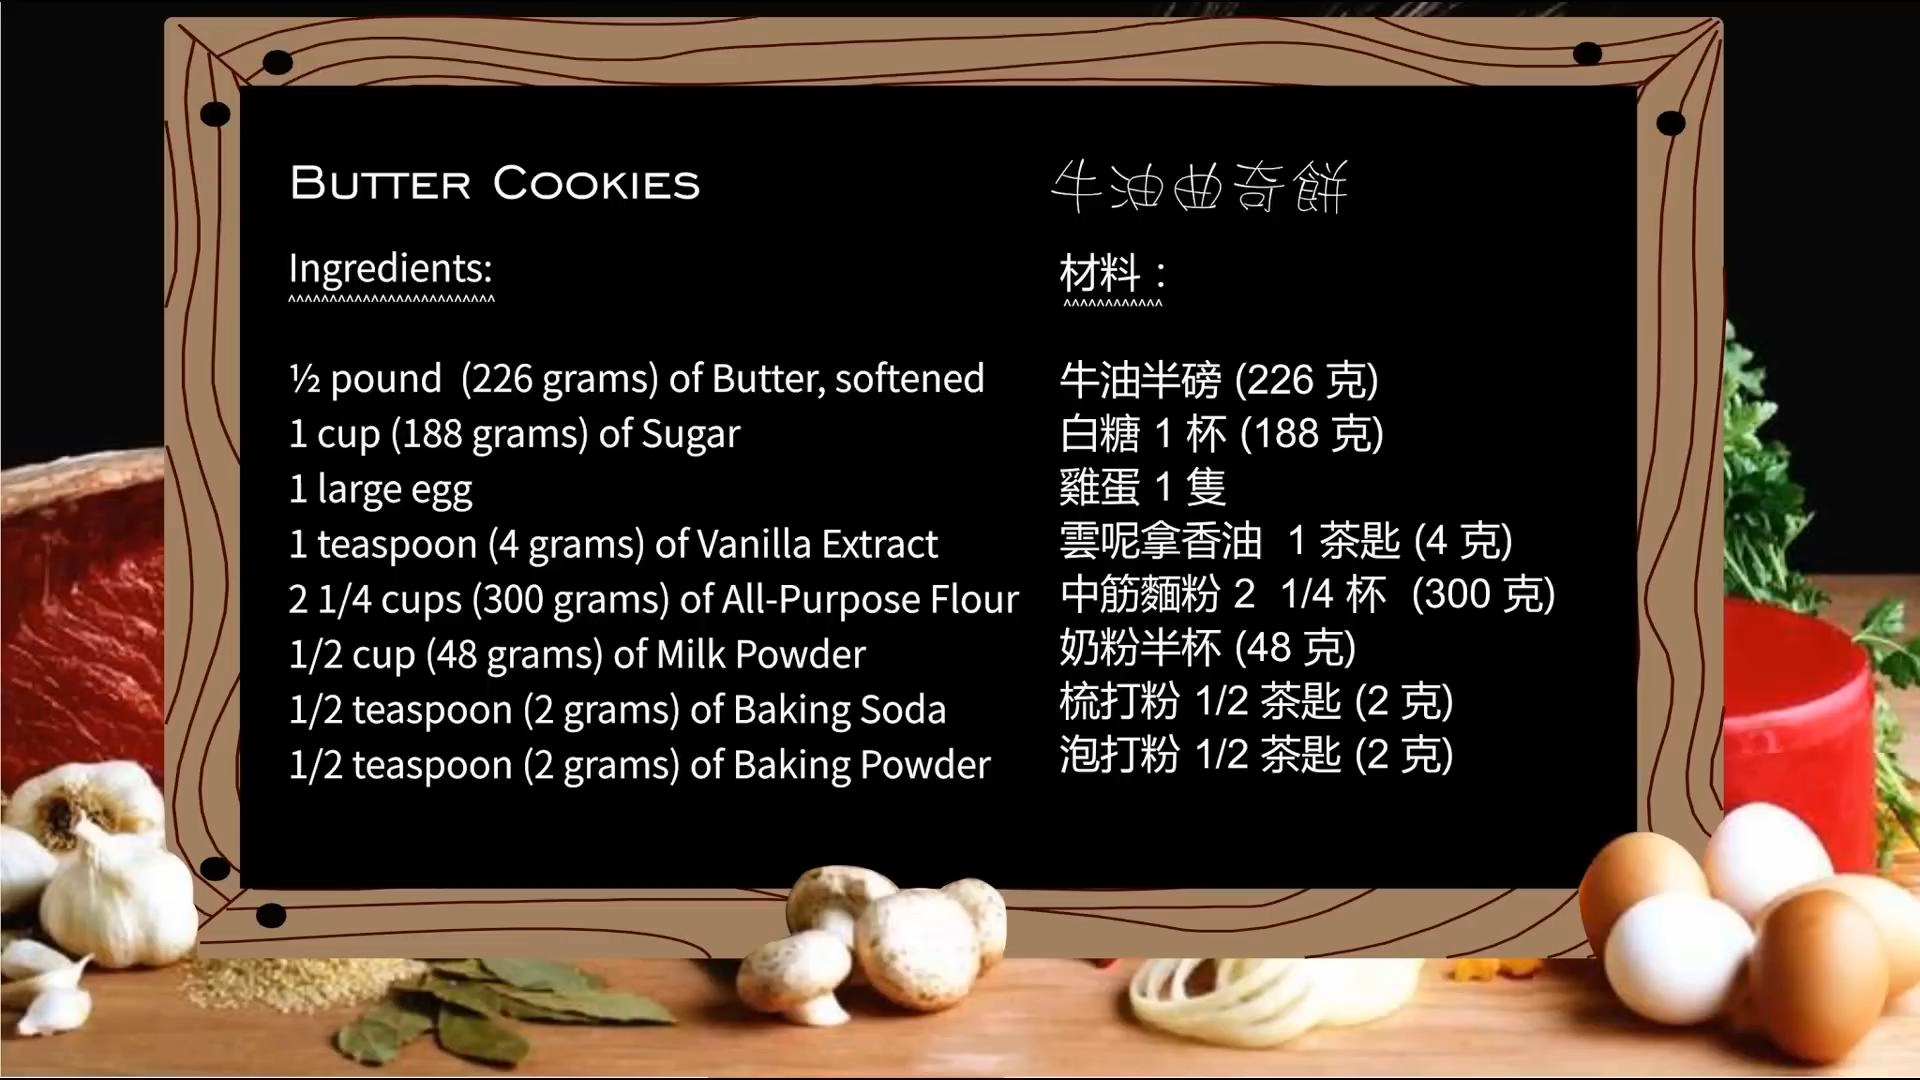 Butter Cookies
Ingredients:
^^^^^^^^^^^^^^^^^^^^^^^^^
½ pound  (226 grams) of Butter, softened
1 cup (188 grams) of Sugar
1 large egg
1 teaspoon (4 grams) of Vanilla Extract
2 1/4 cups (300 grams) of All-Purpose Flour
1/2 cup (48 grams) of Milk Powder
1/2 teaspoon (2 grams) of Baking Soda
1/2 teaspoon (2 grams) of Baking Powder
牛油曲奇餅
材料：
^^^^^^^^^^^^
牛油半磅 (226 克)
白糖 1 杯 (188 克)
雞蛋 1 隻
雲呢拿香油  1 茶匙 (4 克)
中筋麵粉 2  1/4 杯  (300 克)
奶粉半杯 (48 克)
梳打粉 1/2 茶匙 (2 克)
泡打粉 1/2 茶匙 (2 克)